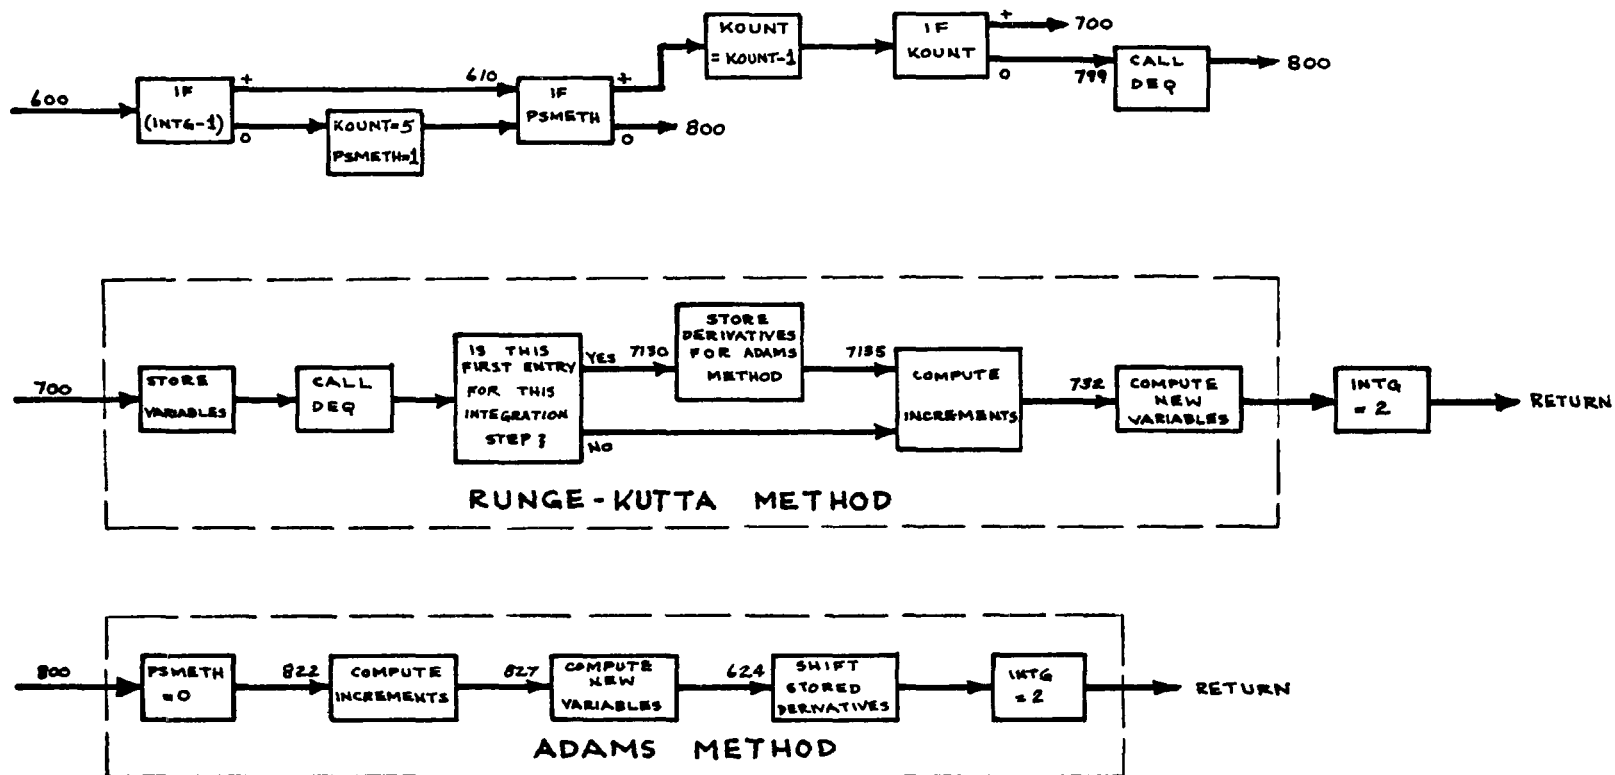 600
IF
(INTG-1)
+
O
KOUNT=5
PSMETH=1
610
IF
PSMETH
+
O
800
KOUNT
= KOUNT-1
IF
KOUNT
+
700
O
799
CALL
DEQ
800
700
STORE
VARIABLES
CALL
DEQ
IS THIS
FIRST ENTRY
FOR THIS
INTEGRATION
STEP ?
YES
7130
NO
STORE
DERIVATIVES
FOR ADAMS
METHOD
7135
COMPUTE
INCREMENTS
732
COMPUTE
NEW
VARIABLES
INTG
= 2
RETURN
RUNGE-KUTTA METHOD
800
PSMETH
=0
822
COMPUTE
INCREMENTS
827
COMPUTE
NEW
VARIABLES
624
SHIFT
STORED
DERIVATIVES
INTG
= 2
RETURN
ADAMS METHOD